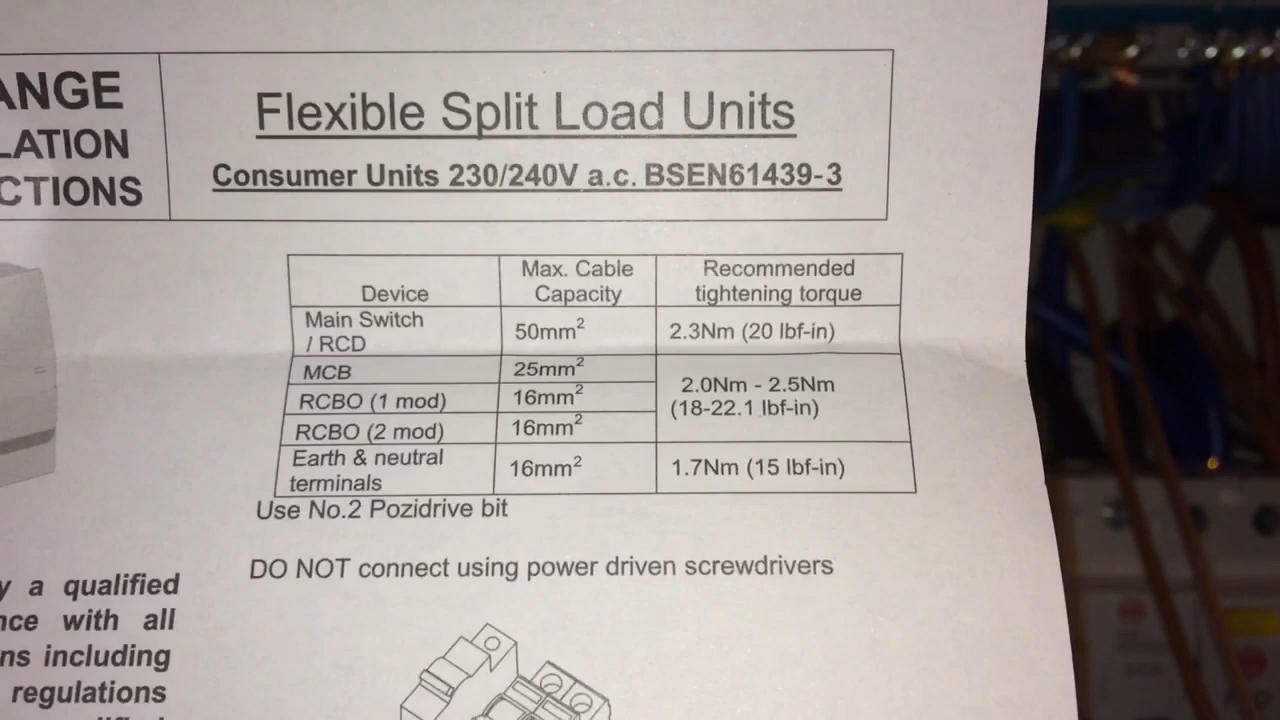 ANGE
LATION
CTIONS
Flexible Split Load Units
Consumer Units 230/240V a.c. BSEN61439-3
Device
Max. Cable
Capacity
Recommended
tightening torque
Main Switch
/ RCD
50mm²
2.3Nm (20 lbf-in)
MCB
25mm²
RCBO (1 mod)
16mm²
RCBO (2 mod)
16mm²
2.0Nm - 2.5Nm
(18-22.1 lbf-in)
Earth & neutral
terminals
16mm²
1.7Nm (15 lbf-in)
Use No.2 Pozidrive bit
DO NOT connect using power driven screwdrivers
y a qualified
nce with all
ns including
regulations